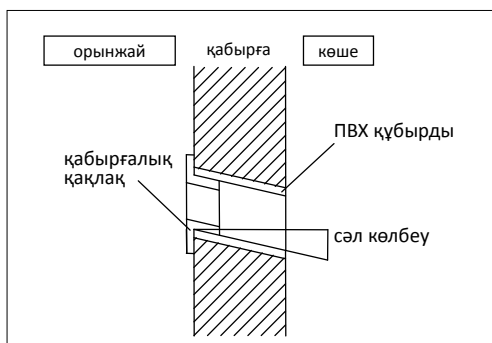 орынжай
қабырға
көше
ПВХ құбырды
қабырғалық
қақлақ
сәл көлбеу